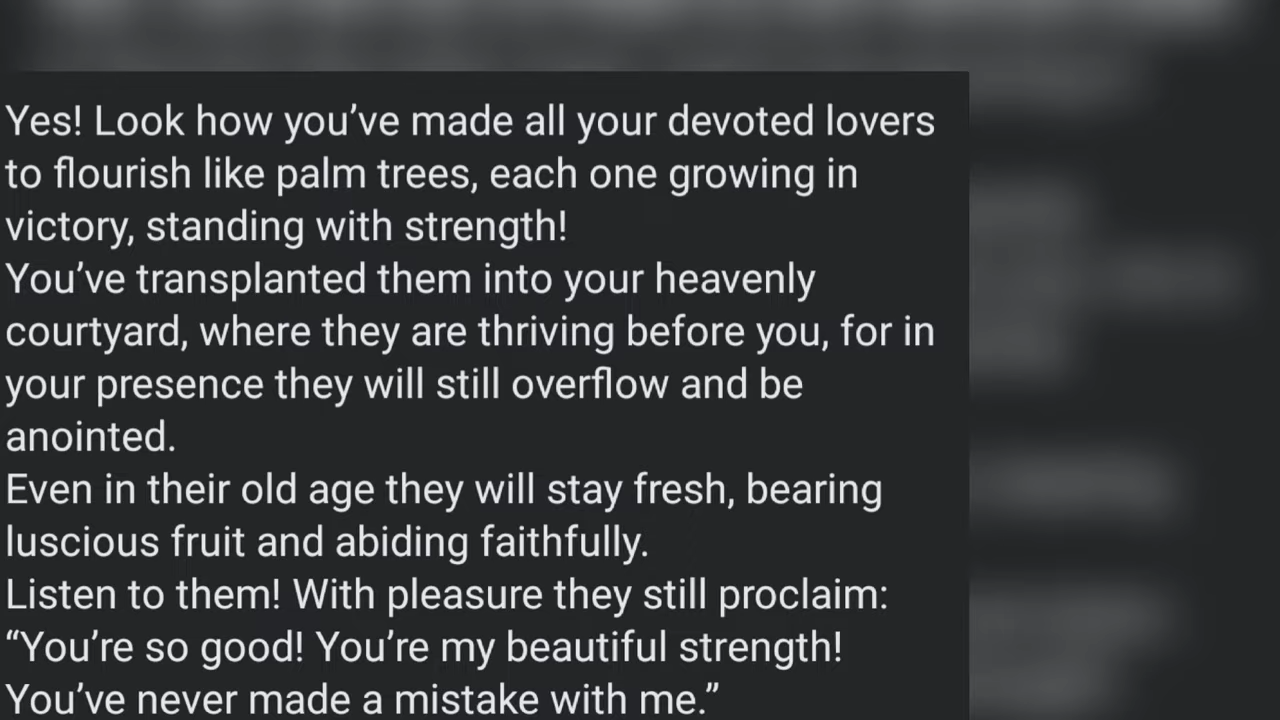 Yes! Look how you’ve made all your devoted lovers
to flourish like palm trees, each one growing in
victory, standing with strength!
You’ve transplanted them into your heavenly
courtyard, where they are thriving before you, for in
your presence they will still overflow and be
anointed.
Even in their old age they will stay fresh, bearing
luscious fruit and abiding faithfully.
Listen to them! With pleasure they still proclaim:
“You’re so good! You’re my beautiful strength!
You’ve never made a mistake with me.”